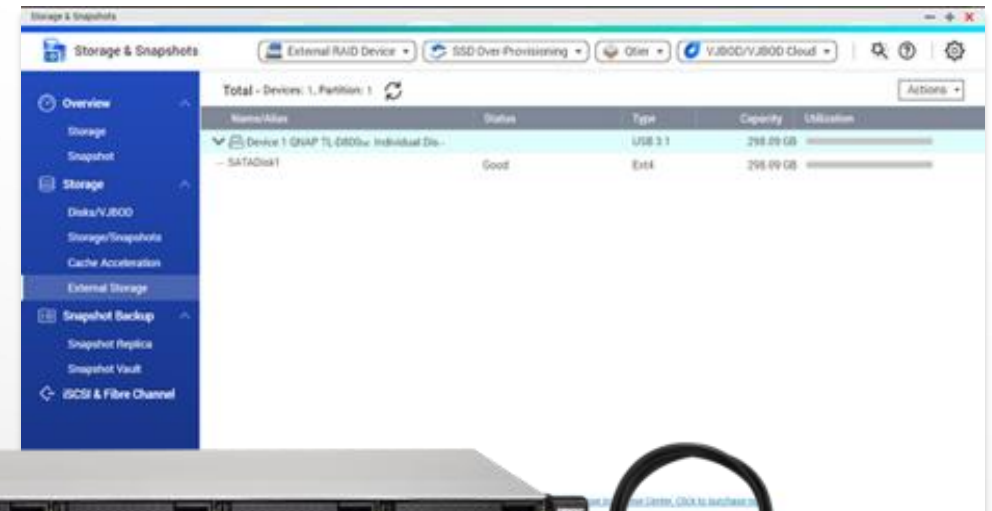 Storage & Snapshots
Storage & Snapshots
External RAID Device
SSD Over-Provisioning
Qtier
VJBOD/VJBOD Cloud
Overview
Storage
Snapshot
Storage
Disks/VJBOD
Storage/Snapshots
Cache Acceleration
External Storage
Snapshot Backup
Snapshot Replica
Snapshot Vault
iSCSI & Fibre Channel
Total - Devices: 1, Partition: 1
Actions
Name/Alias Status Type Capacity Utilization
Device 1 QNAP Individual Dis... USB 3.1 298.09 GB
-- SATADisk1 Good Ext4 298.09 GB
Center, Click to